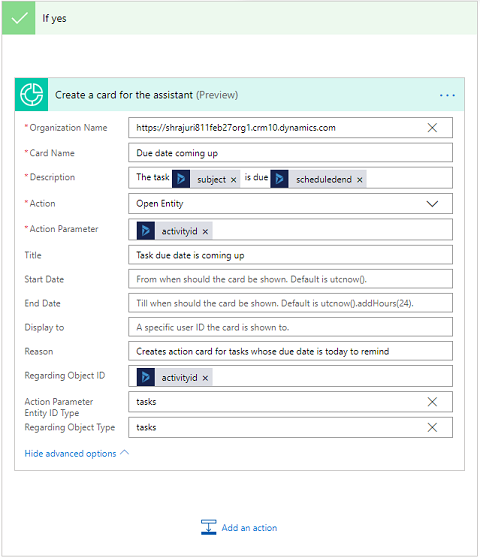 If yes
Create a card for the assistant (Preview) ...
* Organization Name https://shrajuri811feb27org1.crm10.dynamics.com
* Card Name Due date coming up
* Description The task subject × is due scheduledend ×
* Action Open Entity
* Action Parameter activityid ×
Title Task due date is coming up
Start Date From when should the card be shown. Default is utcnow().
End Date Till when should the card be shown. Default is utcnow().addHours(24).
Display to A specific user ID the card is shown to.
Reason Creates action card for tasks whose due date is today to remind
Regarding Object ID activityid ×
Action Parameter tasks
Entity ID Type
Regarding Object Type tasks
Hide advanced options
Add an action